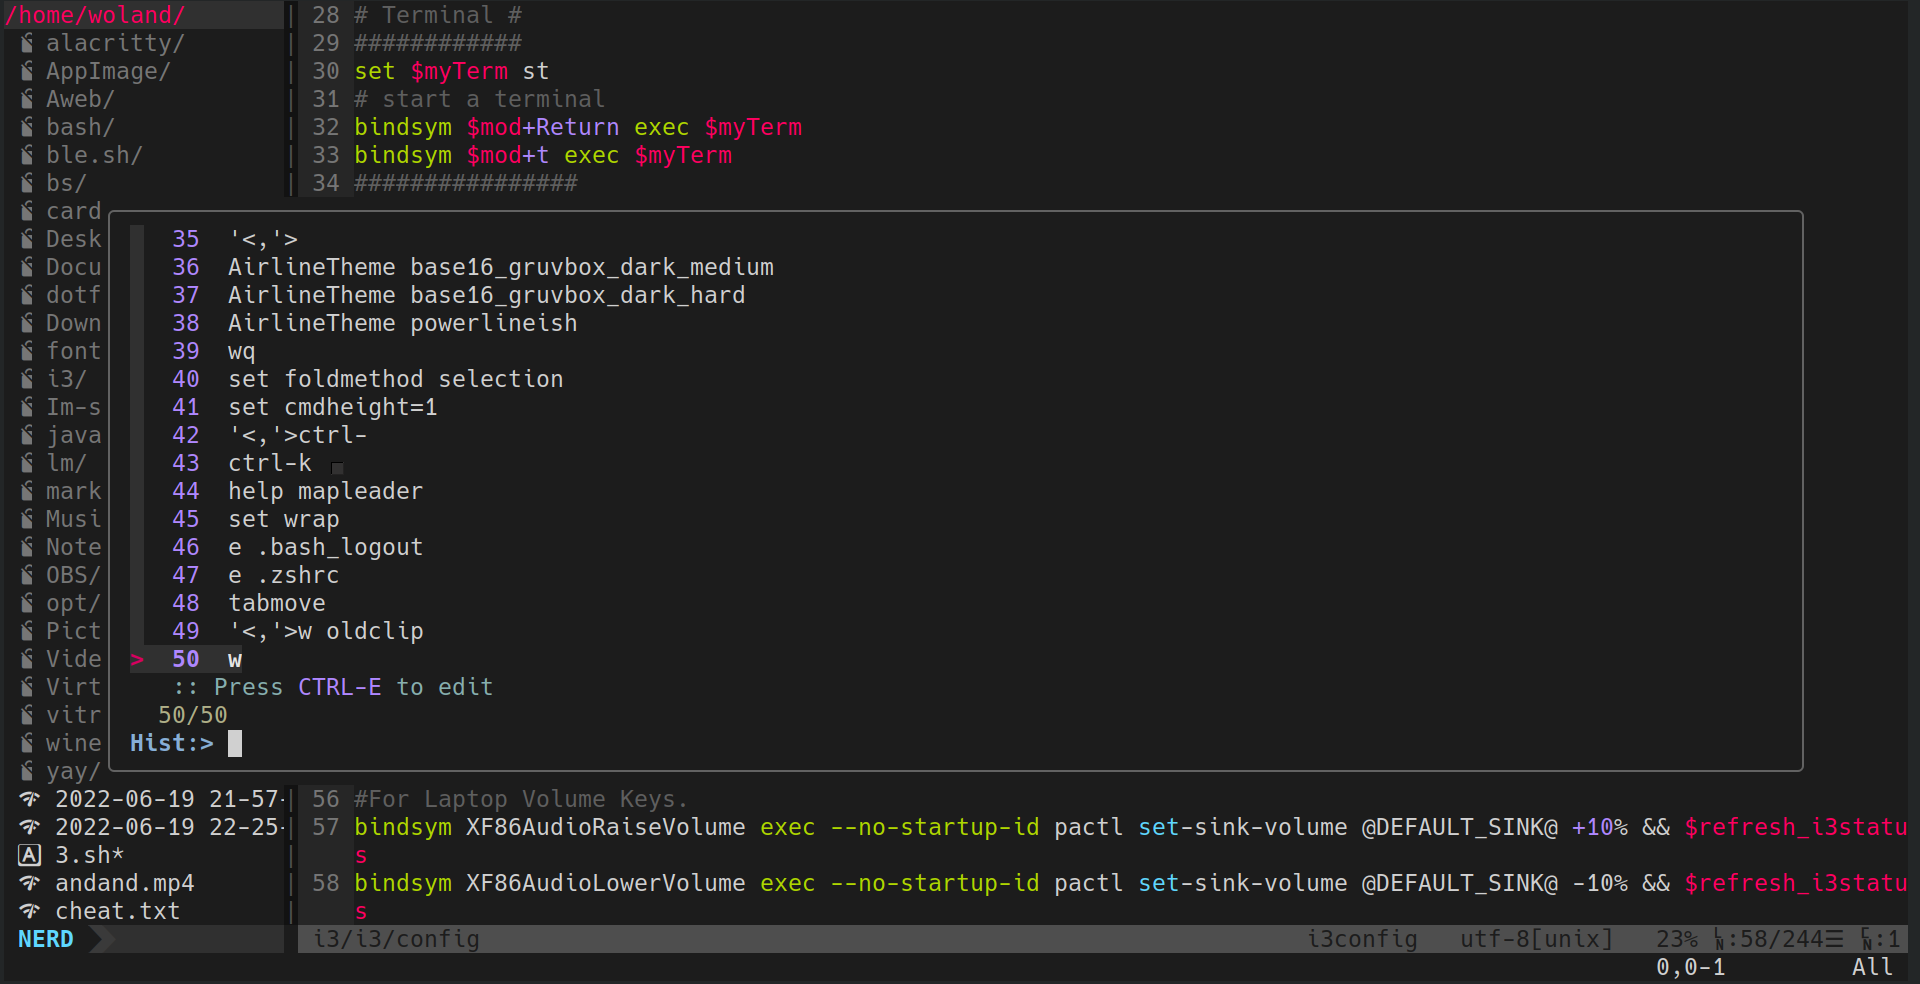 /home/woland/
alacritty/
AppImage/
Aweb/
bash/
ble.sh/
bs/
card
Desk
Docu
dotf
Down
font
i3/
Im-s
java
lm/
mark
Musi
Note
OBS/
opt/
Pict
Vide
Virt
vitr
wine
yay/
2022-06-19 21-57-
2022-06-19 22-25-
3.sh*
andand.mp4
cheat.txt
NERD
28 # Terminal #
29 ############
30 set $myTerm st
31 # start a terminal
32 bindsym $mod+Return exec $myTerm
33 bindsym $mod+t exec $myTerm
34 ################
35 '<,'>
36 AirlineTheme base16_gruvbox_dark_medium
37 AirlineTheme base16_gruvbox_dark_hard
38 AirlineTheme powerlineish
39 wq
40 set foldmethod selection
41 set cmdheight=1
42 '<,'>ctrl-
43 ctrl-k
44 help mapleader
45 set wrap
46 e .bash_logout
47 e .zshrc
48 tabmove
49 '<,'>w oldclip
> 50 w
:: Press CTRL-E to edit
50/50
Hist:>
56 #For Laptop Volume Keys.
57 bindsym XF86AudioRaiseVolume exec --no-startup-id pactl set-sink-volume @DEFAULT_SINK@ +10% && $refresh_i3statu
s
58 bindsym XF86AudioLowerVolume exec --no-startup-id pactl set-sink-volume @DEFAULT_SINK@ -10% && $refresh_i3statu
s
i3/i3/config i3config utf-8[unix] 23% LN:58/244☰ CN:1
0,0-1 All